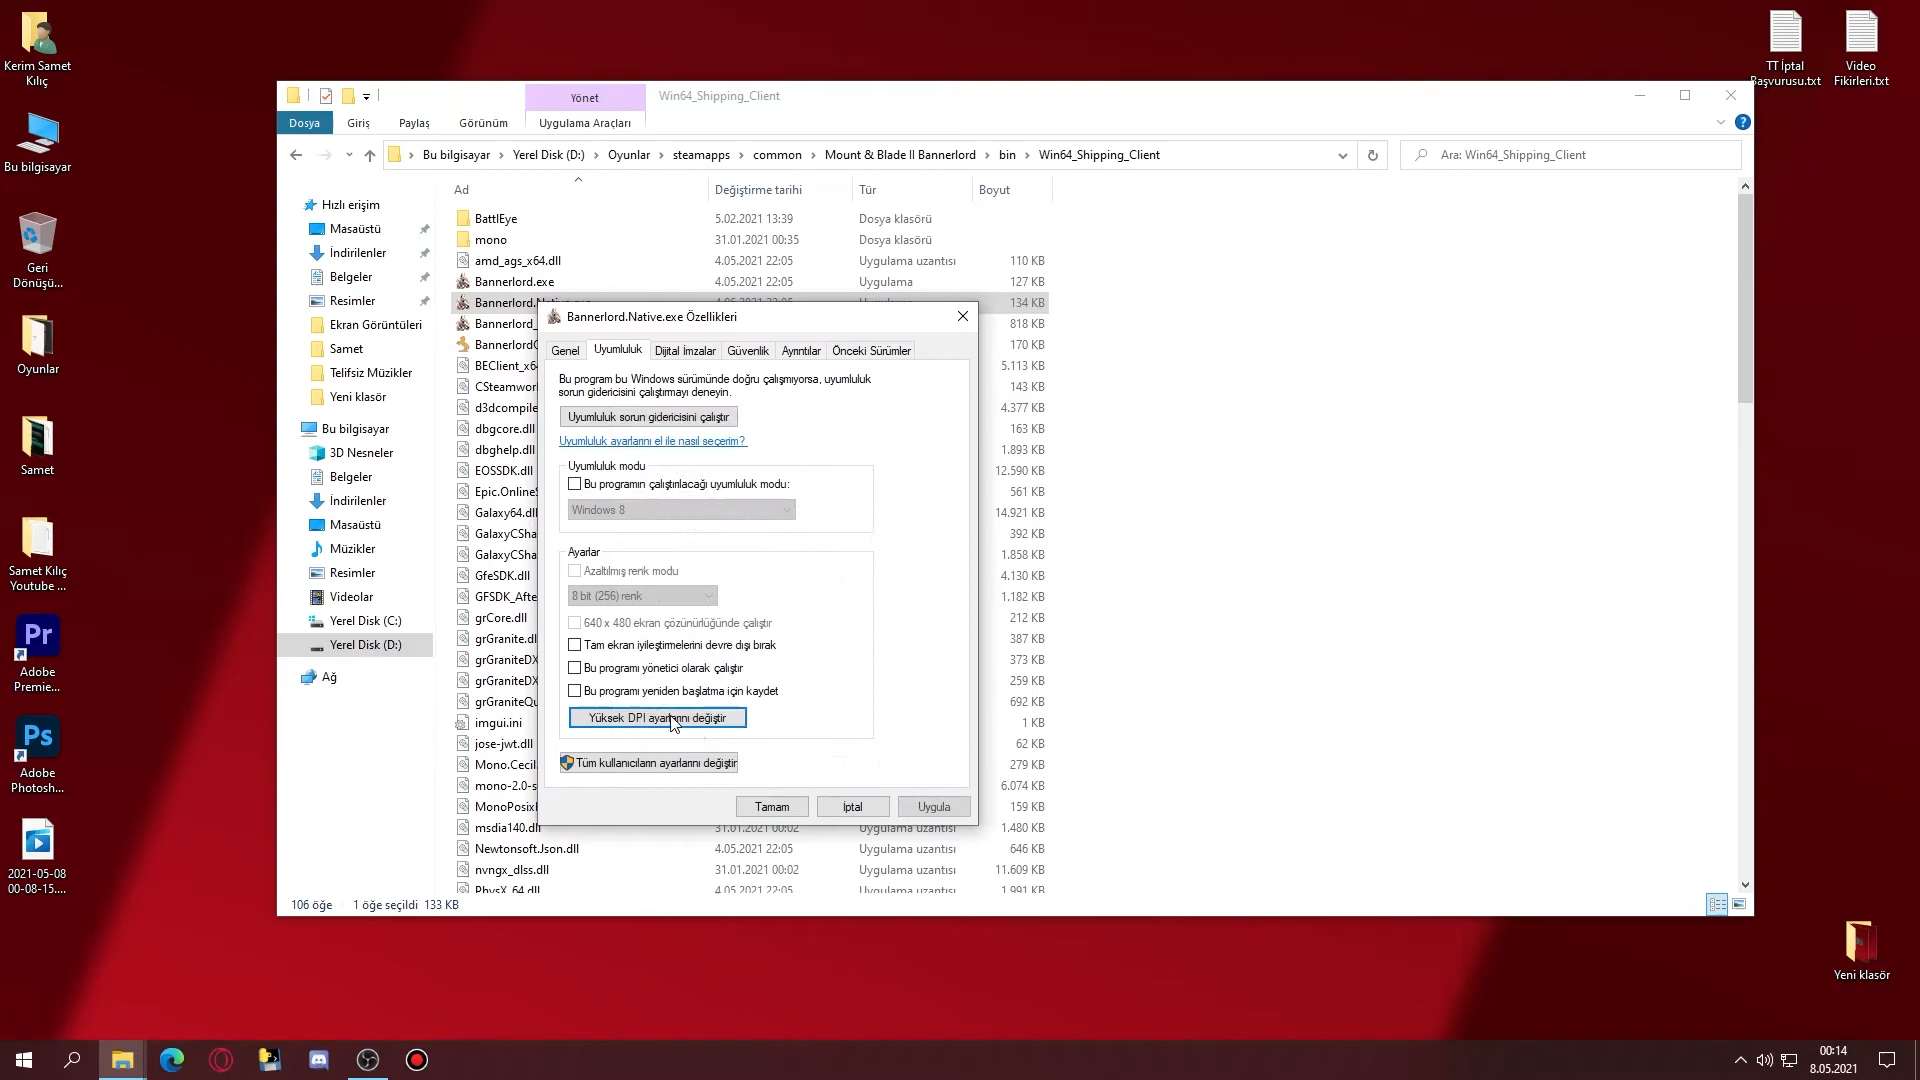 Kerim Samet
Kılıç
Bu bilgisayar
Geri
Dönüşü...
Oyunlar
Samet
Samet Kılıç
Youtube ...
Adobe
Premie...
Adobe
Photosh...
2021-05-08
00-08-15....
TT İptal
Başvurusu.txt
Video
Fikirleri.txt
Yeni klasör
Yönet
Win64_Shipping_Client
Dosya
Giriş
Paylaş
Görünüm
Uygulama Araçları
Bu bilgisayar
Yerel Disk (D:)
Oyunlar
steamapps
common
Mount & Blade II Bannerlord
bin
Win64_Shipping_Client
Ara: Win64_Shipping_Client
Hızlı erişim
Masaüstü
İndirilenler
Belgeler
Resimler
Ekran Görüntüleri
Samet
Telifsiz Müzikler
Yeni klasör
Bu bilgisayar
3D Nesneler
Belgeler
İndirilenler
Masaüstü
Müzikler
Resimler
Videolar
Yerel Disk (C:)
Yerel Disk (D:)
Ağ
Ad Değiştirme tarihi Tür Boyut
BattlEye 5.02.2021 13:39 Dosya klasörü
mono 31.01.2021 00:35 Dosya klasörü
amd_ags_x64.dll 4.05.2021 22:05 Uygulama uzantısı 110 KB
Bannerlord.exe 4.05.2021 22:05 Uygulama 127 KB
134 KB
Bannerlord_ 818 KB
170 KB
BEClient_x6 5.113 KB
143 KB
d3dcompile 4.377 KB
dbgcore.dll 163 KB
dbghelp.dll 1.893 KB
EOSSDK.dll 12.590 KB
561 KB
Galaxy64.dll 14.921 KB
GalaxyCSha 392 KB
GalaxyCSha 1.858 KB
GfeSDK.dll 4.130 KB
GFSDK_Afte 1.182 KB
grCore.dll 212 KB
grGranite.dl 387 KB
grGraniteDX 373 KB
grGraniteDX 259 KB
grGraniteQu 692 KB
imgui.ini 1 KB
jose-jwt.dll 62 KB
Mono.Cecil. 279 KB
mono-2.0-s 6.074 KB
MonoPosixH 159 KB
msdia140.dll 31.01.2021 00:02 Uygulama uzantısı 1.480 KB
Newtonsoft.Json.dll 4.05.2021 22:05 Uygulama uzantısı 646 KB
nvngx_dlss.dll 31.01.2021 00:02 Uygulama uzantısı 11.609 KB
PhysX_64.dll 4.05.2021 22:05 Uygulama uzantısı 1.991 KB
106 öğe 1 öğe seçildi 133 KB
Bannerlord.Native.exe Özellikleri
Genel Uyumluluk Dijital İmzalar Güvenlik Ayrıntılar Önceki Sürümler
Bu program bu Windows sürümünde doğru çalışmıyorsa, uyumluluk
sorun gidericisini çalıştırmayı deneyin.
Uyumluluk sorun gidericisini çalıştır
Uyumluluk ayarlarını el ile nasıl seçerim?
Uyumluluk modu
Bu programın çalıştırılacağı uyumluluk modu:
Windows 8
Ayarlar
Azaltılmış renk modu
8 bit (256) renk
640 x 480 ekran çözünürlüğünde çalıştır
Tam ekran iyileştirmelerini devre dışı bırak
Bu programı yönetici olarak çalıştır
Bu programı yeniden başlatma için kaydet
Yüksek DPI ayarlarını değiştir
Tüm kullanıcıların ayarlarını değiştir
Tamam İptal Uygula
Pr
Ps
00:14
8.05.2021